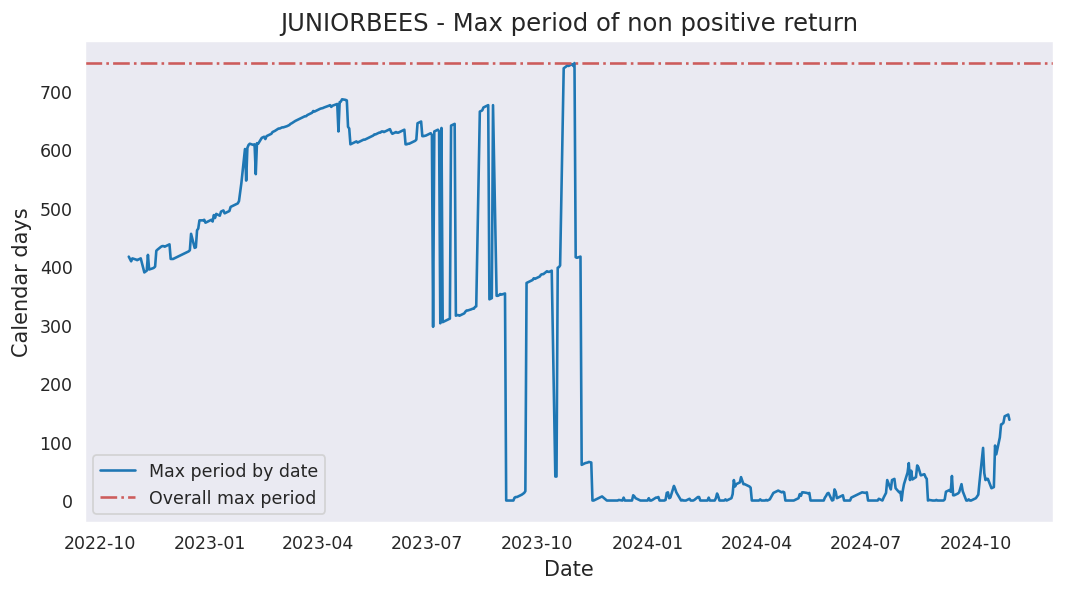 JUNIORBEES - Max period of non positive return
Calendar days
700
600
500
400
300
200
100
0
Max period by date
Overall max period
2022-10 2023-01 2023-04 2023-07 2023-10 2024-01 2024-04 2024-07 2024-10
Date